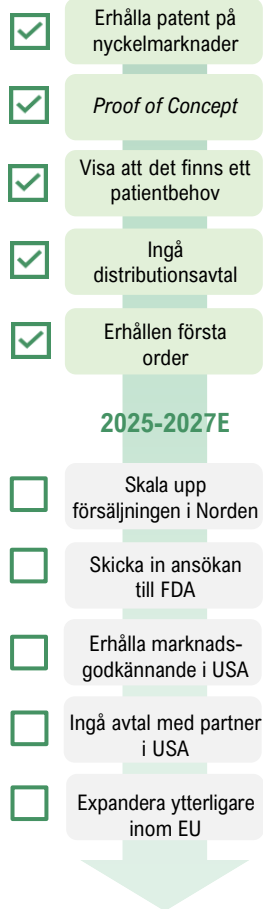 Erhålla patent på
nyckelmarknader
Proof of Concept
Visa att det finns ett
patientbehov
Ingå
distributionsavtal
Erhållen första
order
2025-2027E
Skala upp
försäljningen i Norden
Skicka in ansökan
till FDA
Erhålla marknads-
godkännande i USA
Ingå avtal med partner
i USA
Expandera ytterligare
inom EU